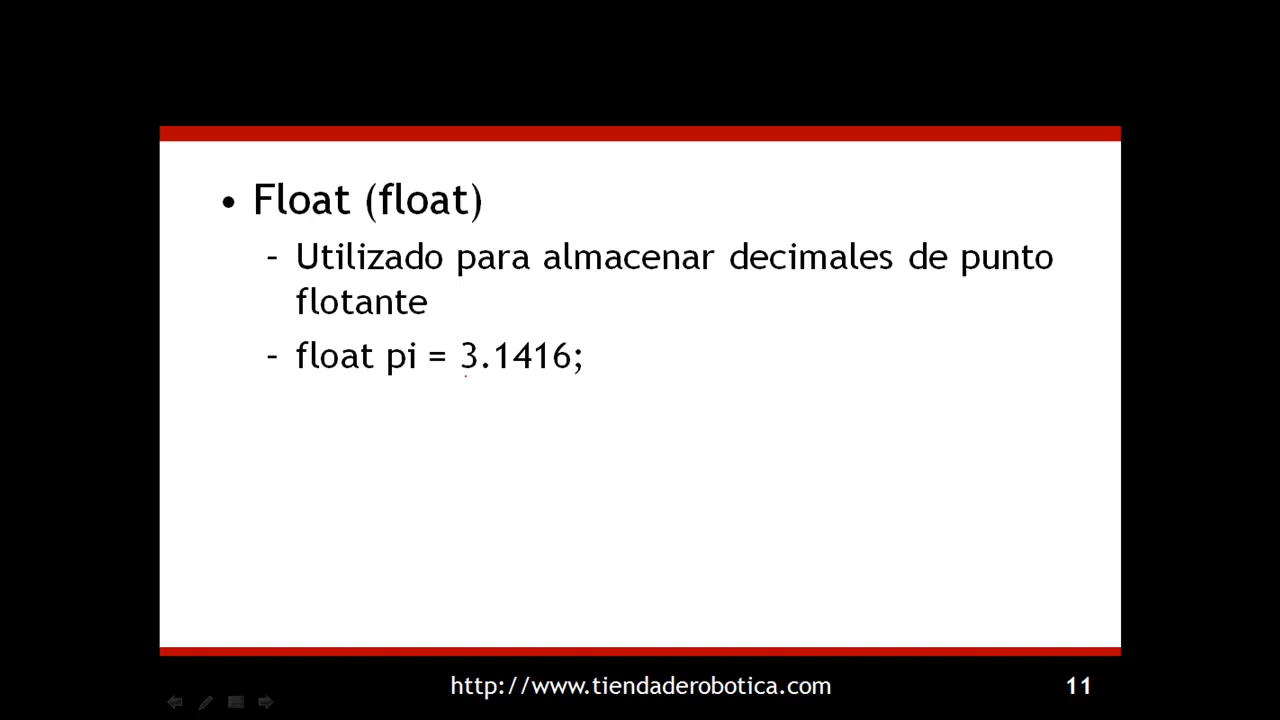 • Float (float)
- Utilizado para almacenar decimales de punto
flotante
- float pi = 3.1416;
http://www.tiendaderobotica.com
11